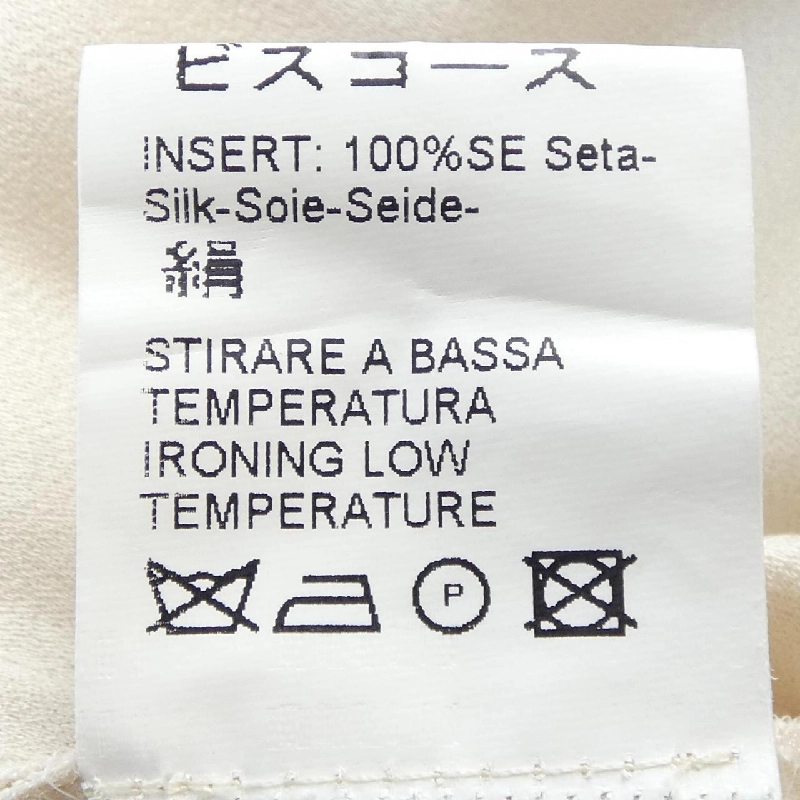 ビスコース
INSERT: 100%SE Seta-
Silk-Soie-Seide-
絹
STIRARE A BASSA
TEMPERATURA
IRONING LOW
TEMPERATURE
P